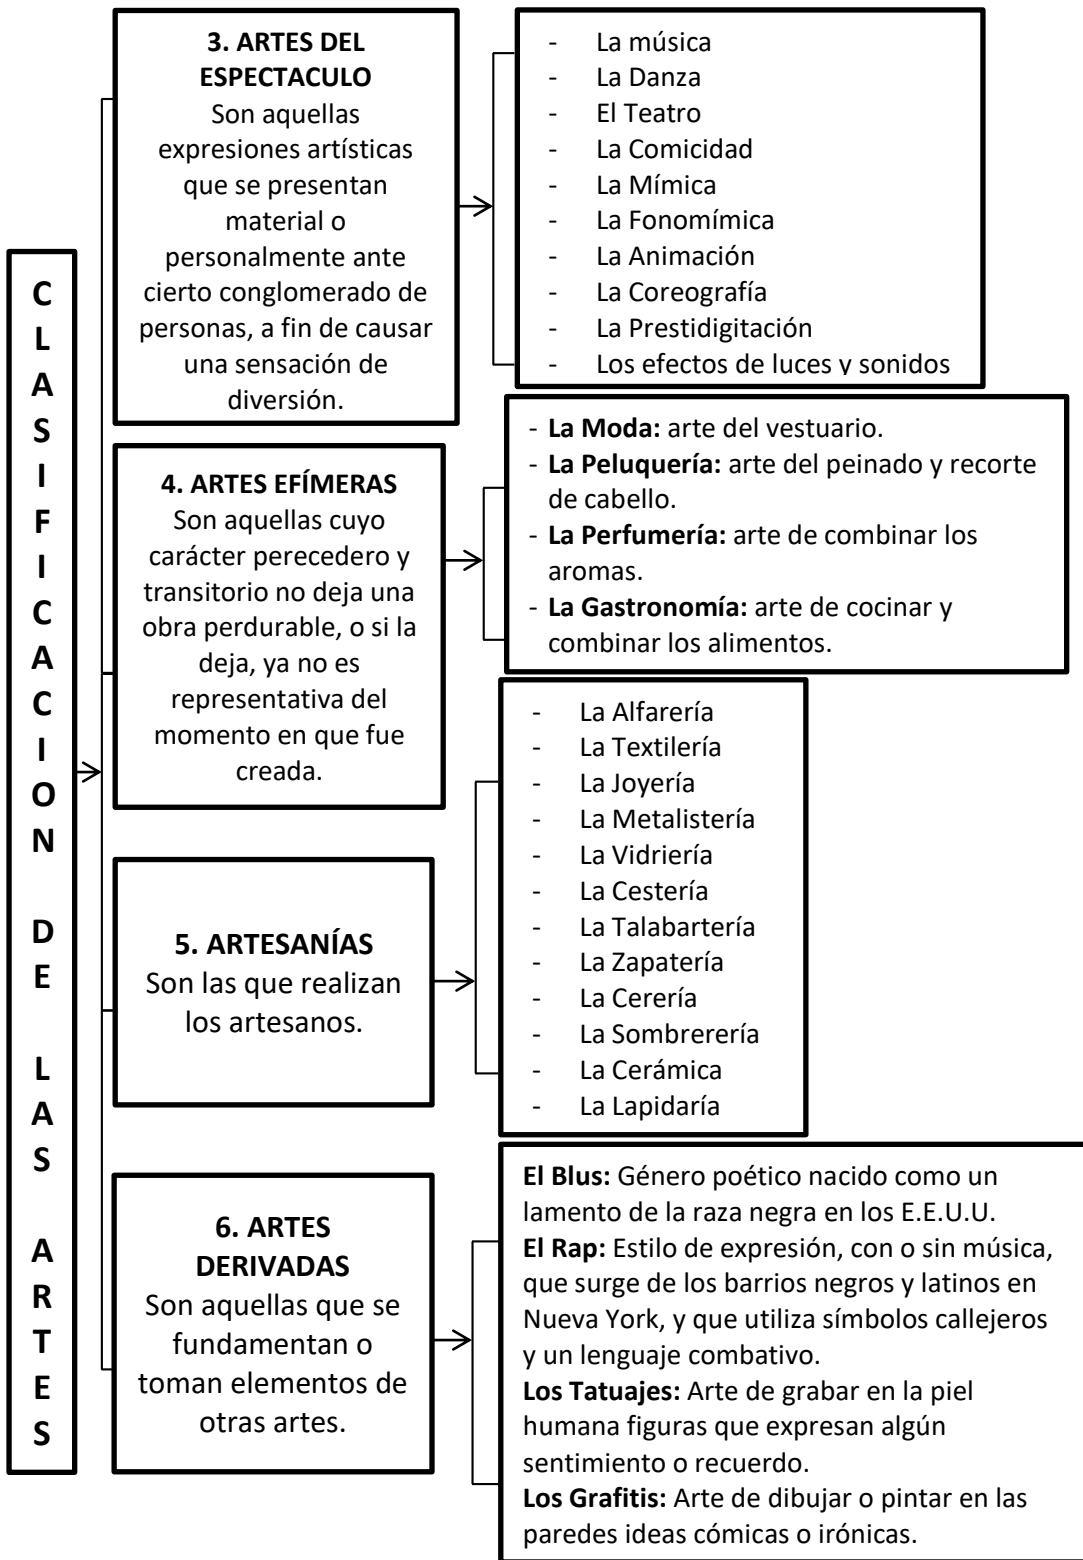 CLASIFICACION DE LAS ARTES
3. ARTES DEL
ESPECTACULO
Son aquellas
expresiones artísticas
que se presentan
material o
personalmente ante
cierto conglomerado de
personas, a fin de causar
una sensación de
diversión.
- La música
- La Danza
- El Teatro
- La Comicidad
- La Mímica
- La Fonomímica
- La Animación
- La Coreografía
- La Prestidigitación
- Los efectos de luces y sonidos
4. ARTES EFÍMERAS
Son aquellas cuyo
carácter perecedero y
transitorio no deja una
obra perdurable, o si la
deja, ya no es
representativa del
momento en que fue
creada.
- La Moda: arte del vestuario.
- La Peluquería: arte del peinado y recorte
de cabello.
- La Perfumería: arte de combinar los
aromas.
- La Gastronomía: arte de cocinar y
combinar los alimentos.
5. ARTESANÍAS
Son las que realizan
los artesanos.
- La Alfarería
- La Textilería
- La Joyería
- La Metalistería
- La Vidriería
- La Cestería
- La Talabartería
- La Zapatería
- La Cerería
- La Sombrerería
- La Cerámica
- La Lapidaría
6. ARTES
DERIVADAS
Son aquellas que se
fundamentan o
toman elementos de
otras artes.
El Blus: Género poético nacido como un
lamento de la raza negra en los E.E.U.U.
El Rap: Estilo de expresión, con o sin música,
que surge de los barrios negros y latinos en
Nueva York, y que utiliza símbolos callejeros
y un lenguaje combativo.
Los Tatuajes: Arte de grabar en la piel
humana figuras que expresan algún
sentimiento o recuerdo.
Los Grafitis: Arte de dibujar o pintar en las
paredes ideas cómicas o irónicas.